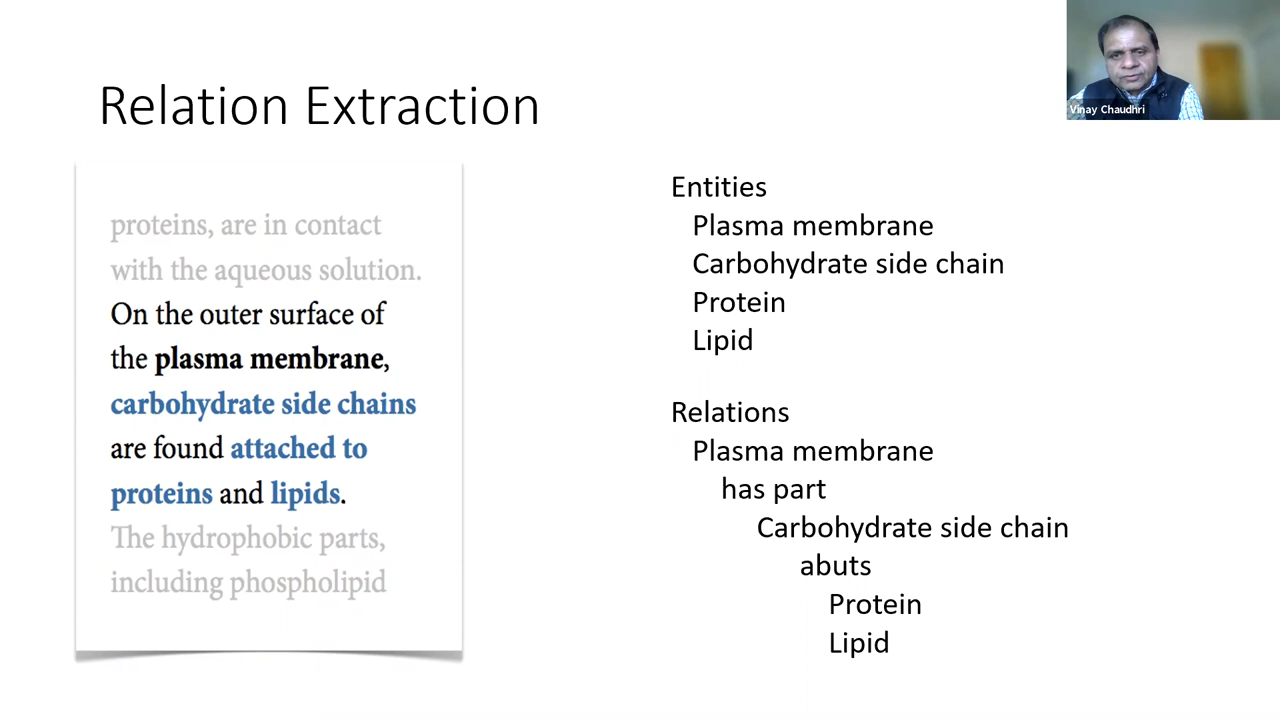 Vinay Chaudhri
Relation Extraction
proteins, are in contact
with the aqueous solution.
On the outer surface of
the plasma membrane,
carbohydrate side chains
are found attached to
proteins and lipids.
The hydrophobic parts,
including phospholipid
Entities
Plasma membrane
Carbohydrate side chain
Protein
Lipid
Relations
Plasma membrane
has part
Carbohydrate side chain
abuts
Protein
Lipid